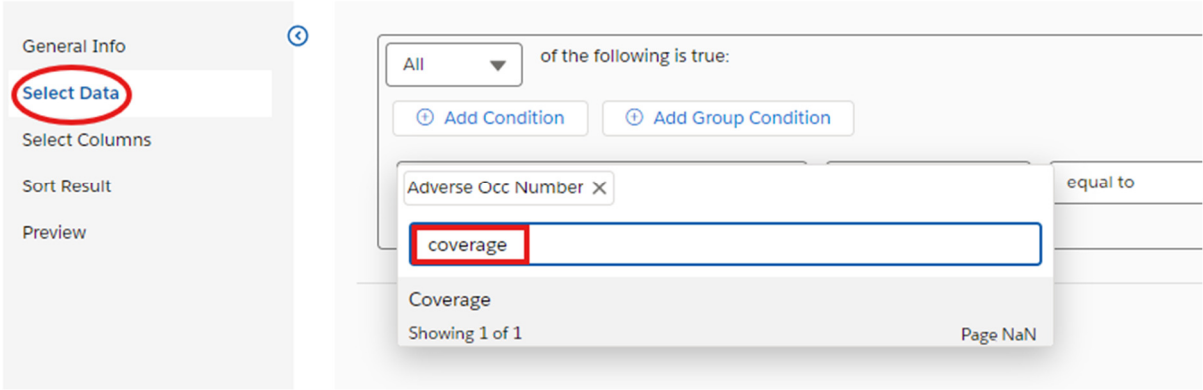 General Info
Select Data
Select Columns
Sort Result
Preview
All
of the following is true:
Add Condition
Add Group Condition
Adverse Occ Number
equal to
coverage
Coverage
Showing 1 of 1
Page NaN